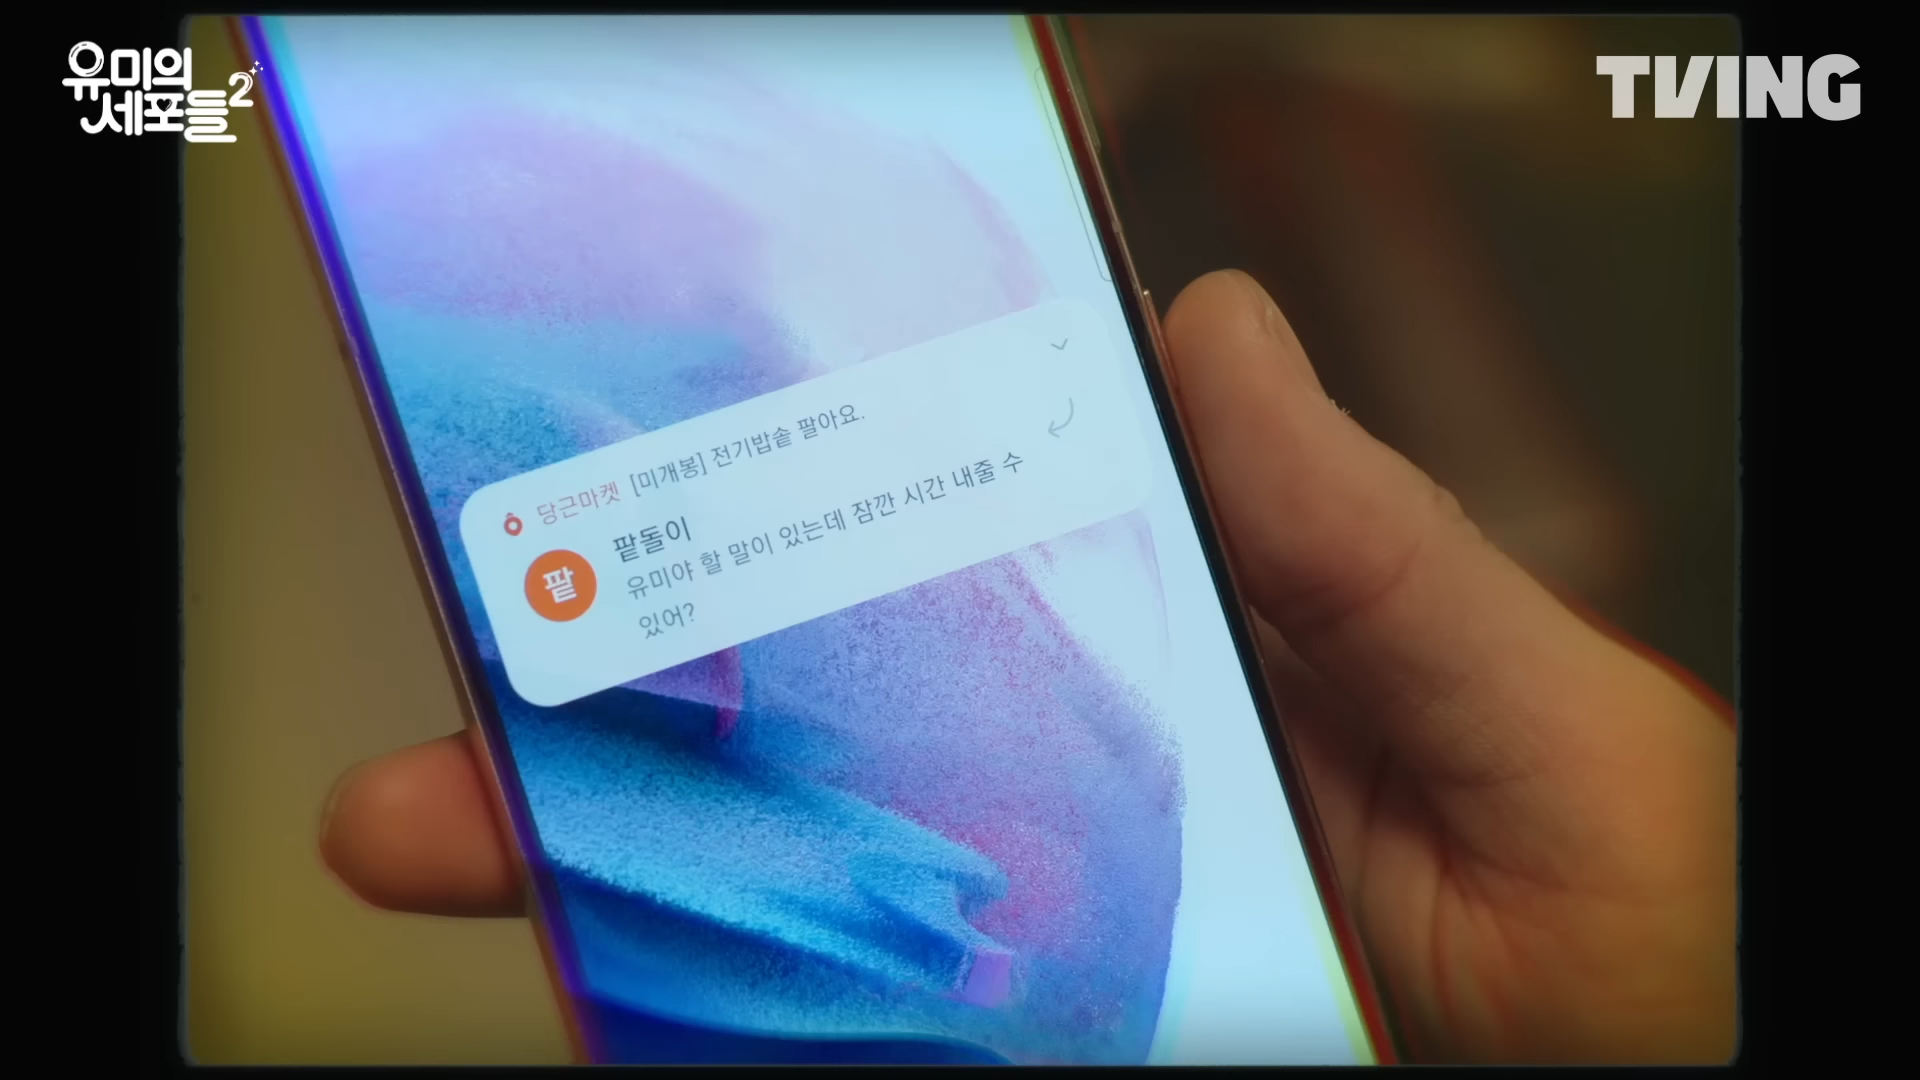 유미의
세포들2
TVING
당근마켓 [미개봉] 전기밥솥 팔아요.
팥
팥돌이
유미야 할 말이 있는데 잠깐 시간 내줄 수
있어?